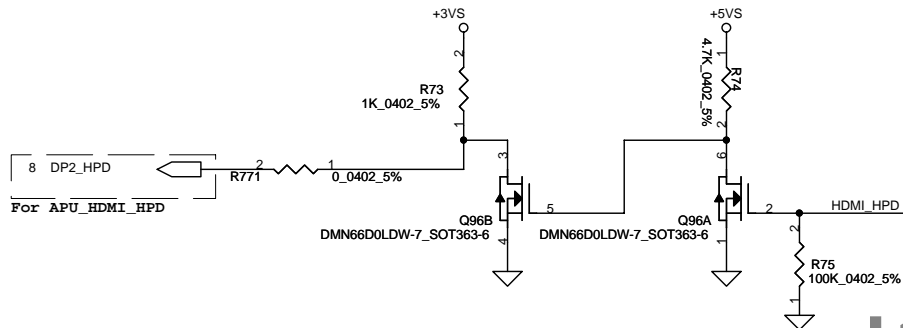 +3VS
+5VS
2
R73
1K_0402_5%
1
1
R74
4.7K_0402_5%
2
8 DP2_HPD
2
R771
1
0_0402_5%
For APU_HDMI_HPD
3
5
4
Q96B
DMN66D0LDW-7_SOT363-6
6
2
1
Q96A
DMN66D0LDW-7_SOT363-6
HDMI_HPD
2
R75
100K_0402_5%
1